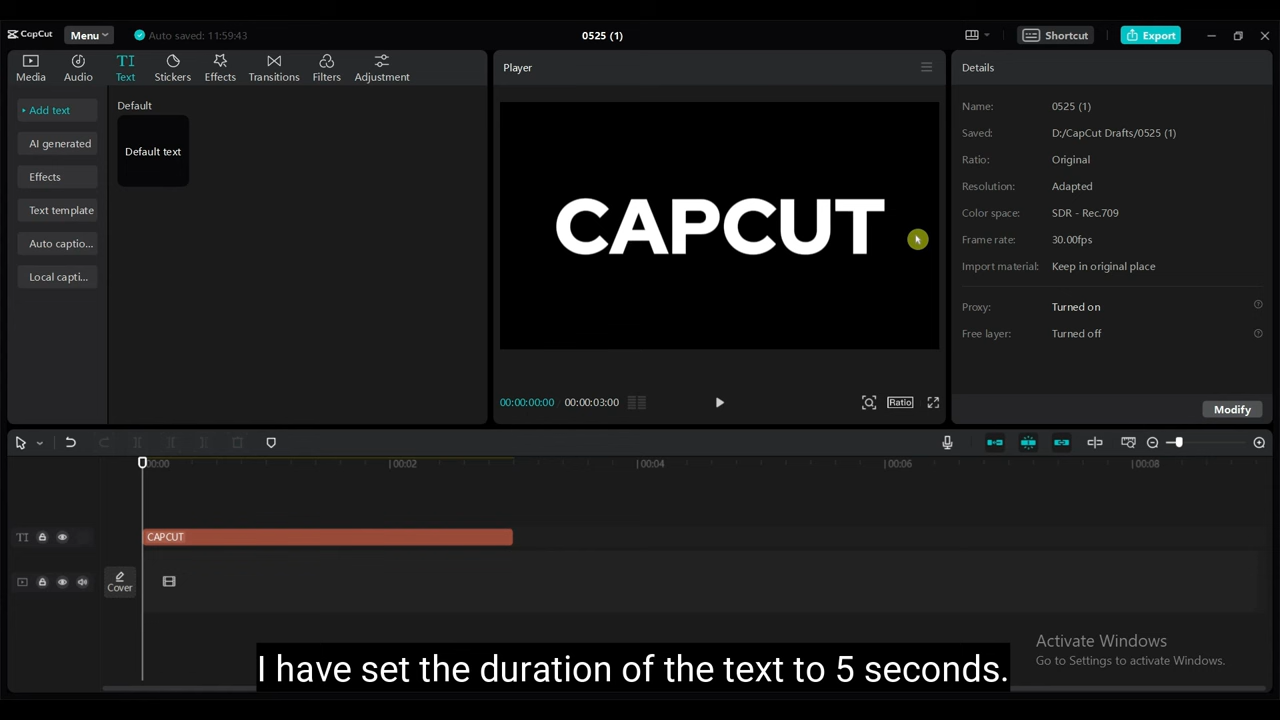 CapCut
Menu
Auto saved: 11:59:43
0525 (1)
Shortcut
Export
Media
Audio
TI
Text
Stickers
Effects
Transitions
Filters
Adjustment
Add text
AI generated
Effects
Text template
Auto captio...
Local capti...
Default
Default text
Player
CAPCUT
00:00:00:00
00:00:03:00
Ratio
Details
Name: 0525 (1)
Saved: D:/CapCut Drafts/0525 (1)
Ratio: Original
Resolution: Adapted
Color space: SDR - Rec.709
Frame rate: 30.00fps
Import material: Keep in original place
Proxy: Turned on
Free layer: Turned off
Modify
00:00
00:02
00:04
00:06
00:08
TI
CAPCUT
Cover
Activate Windows
Go to Settings to activate Windows.
I have set the duration of the text to 5 seconds.